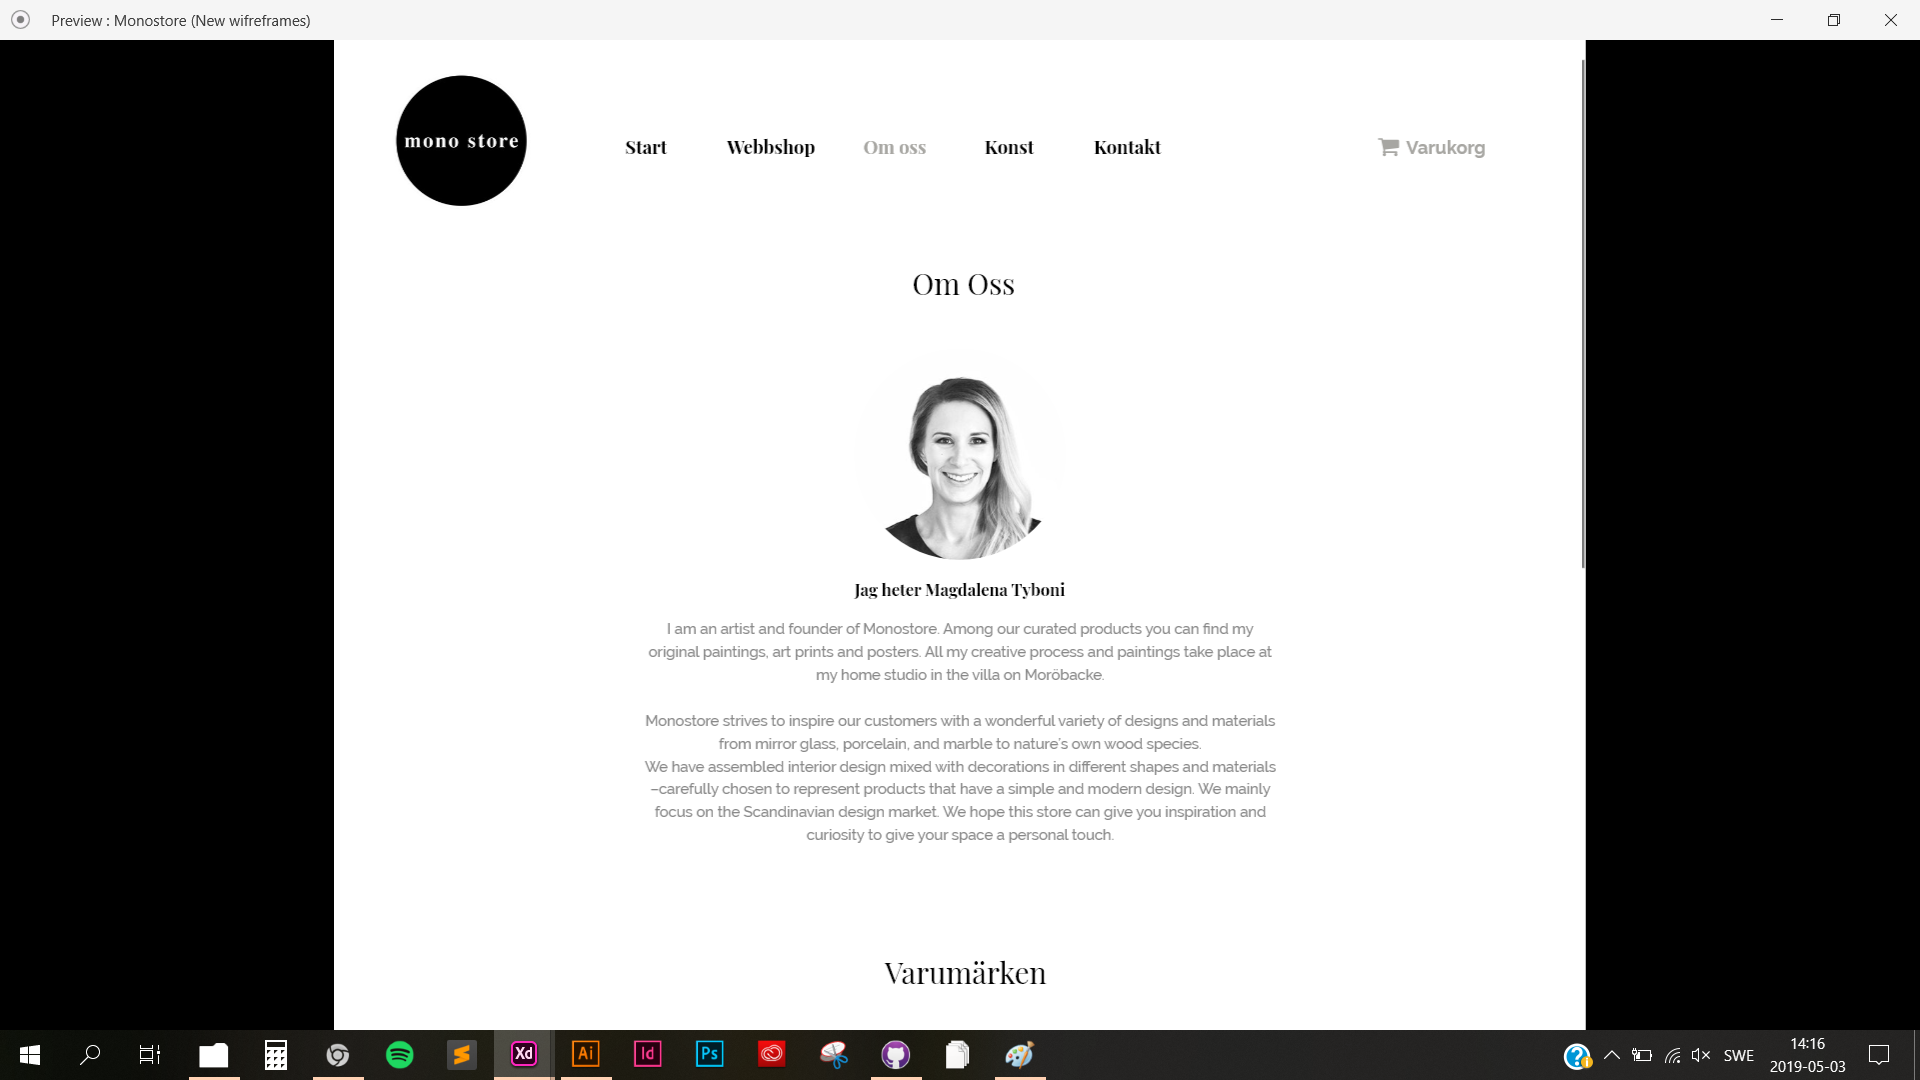 Preview : Monostore (New wifreframes)
mono store
Start Webbshop Om oss Konst Kontakt Varukorg
Om Oss
Jag heter Magdalena Tyboni
I am an artist and founder of Monostore. Among our curated products you can find my
original paintings, art prints and posters. All my creative process and paintings take place at
my home studio in the villa on Moröbacke.
Monostore strives to inspire our customers with a wonderful variety of designs and materials
from mirror glass, porcelain, and marble to nature's own wood species.
We have assembled interior design mixed with decorations in different shapes and materials
–carefully chosen to represent products that have a simple and modern design. We mainly
focus on the Scandinavian design market. We hope this store can give you inspiration and
curiosity to give your space a personal touch.
Varumärken
Xd Ai Id Ps SWE
14:16
2019-05-03